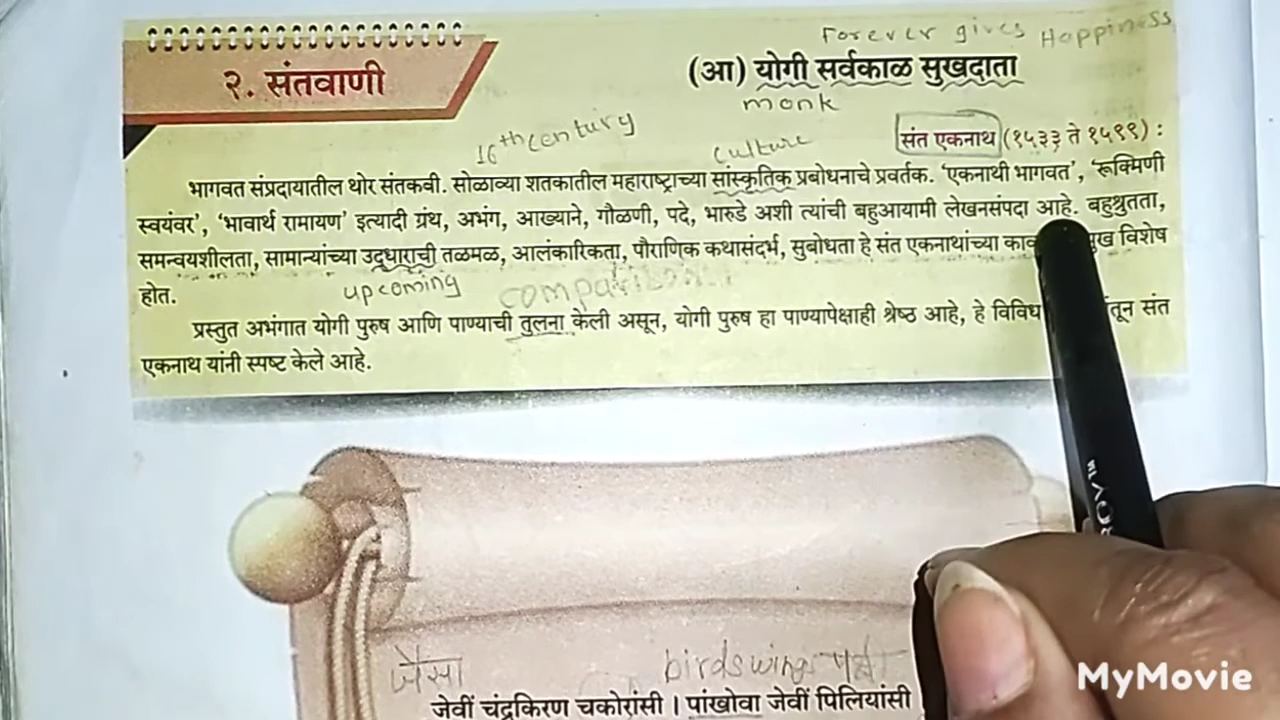 Forever gives Happiness
२. संतवाणी
(आ) योगी सर्वकाळ सुखदाता
monk
16th century
culture
संत एकनाथ (१५३३ ते १५९९) :
भागवत संप्रदायातील थोर संतकवी. सोळाव्या शतकातील महाराष्ट्राच्या सांस्कृतिक प्रबोधनाचे प्रवर्तक. ‘एकनाथी भागवत’, ‘रूक्मिणी
स्वयंवर’, ‘भावार्थ रामायण’ इत्यादी ग्रंथ, अभंग, आख्याने, गौळणी, पदे, भारुडे अशी त्यांची बहुआयामी लेखनसंपदा आहे. बहुश्रुतता,
समन्वयशीलता, सामान्यांच्या उद्धाराची तळमळ, आलंकारिकता, पौराणिक कथासंदर्भ, सुबोधता हे संत एकनाथांच्या विशेष
होत.
upcoming
प्रस्तुत अभंगात योगी पुरुष आणि पाण्याची तुलना केली असून, योगी पुरुष हा पाण्यापेक्षाही श्रेष्ठ आहे, हे विविध संत
एकनाथ यांनी स्पष्ट केले आहे.
जैसा birds wings
जेवीं चंद्रकिरण चकोरांसी । पांखोवा जेवीं पिलियांसी
MyMovie